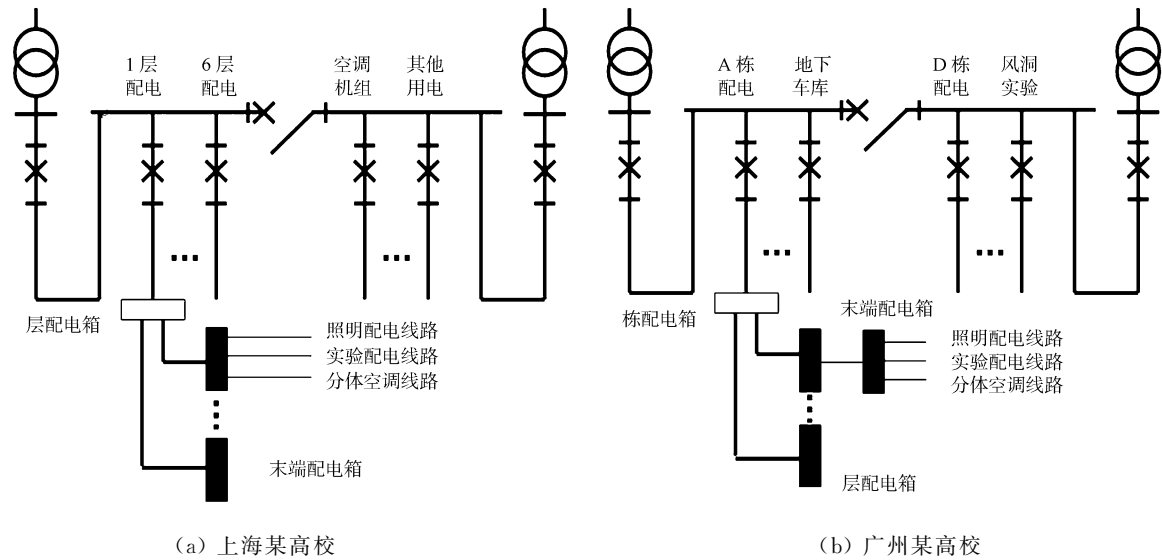 1层
配电
6层
配电
空调
机组
其他
用电
层配电箱
照明配电线路
实验配电线路
分体空调线路
末端配电箱
(a) 上海某高校
A栋
配电
地下
车库
D栋
配电
风洞
实验
栋配电箱
末端配电箱
照明配电线路
实验配电线路
分体空调线路
层配电箱
(b) 广州某高校